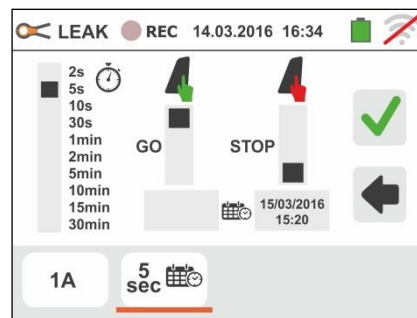 LEAK REC 14.03.2016 16:34
2s
5s
10s
30s
1min
2min
5min
10min
15min
30min
GO
STOP
15/03/2016
15:20
1A
5
sec